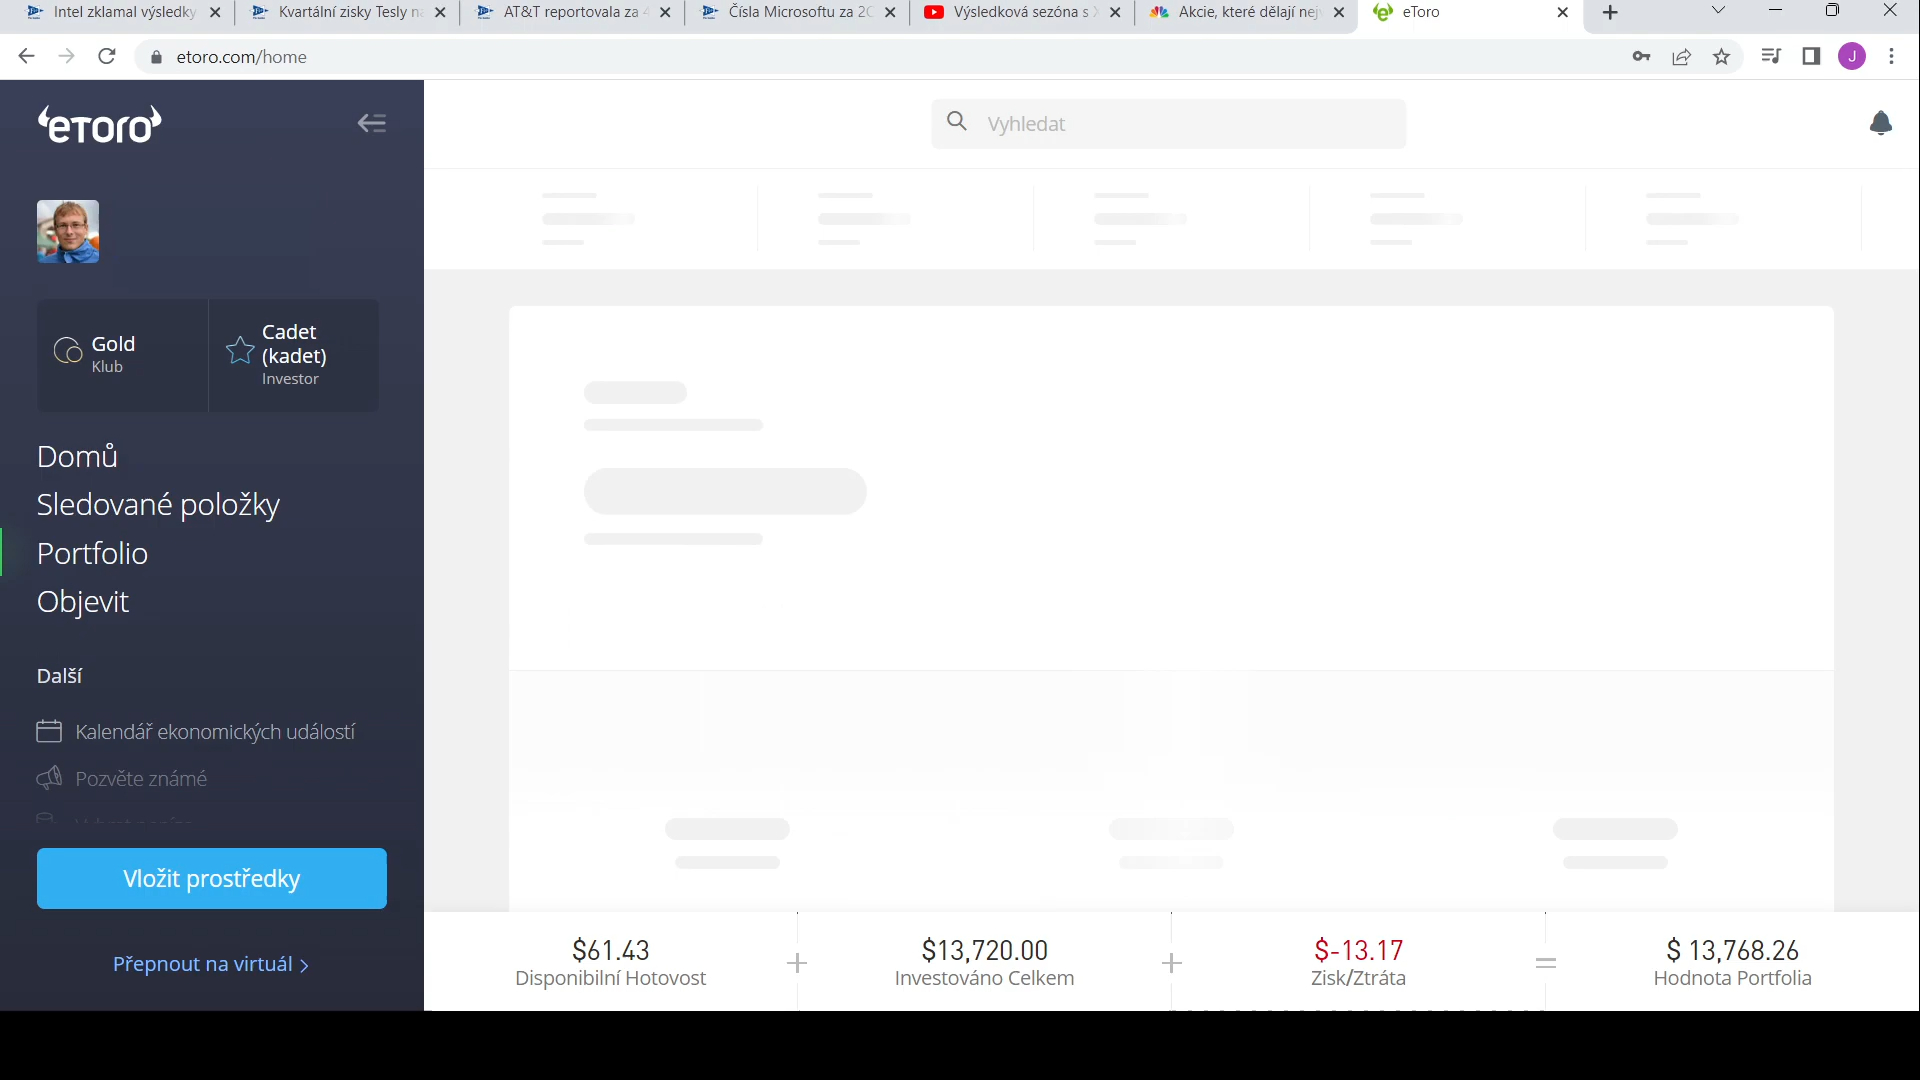 Intel zklamal výsledky
Kvartální zisky Tesly n
AT&T reportovala za 4
Čísla Microsoftu za 2
Výsledková sezóna s
Akcie, které dělají nej
eToro
etoro.com/home
J
eToro
Vyhledat
Gold
Klub
Cadet
(kadet)
Investor
Domů
Sledované položky
Portfolio
Objevit
Další
Kalendář ekonomických událostí
Pozvěte známé
Vložit prostředky
Přepnout na virtuál >
$61.43
Disponibilní Hotovost
+
$13,720.00
Investováno Celkem
+
$-13.17
Zisk/Ztráta
=
$ 13,768.26
Hodnota Portfolia